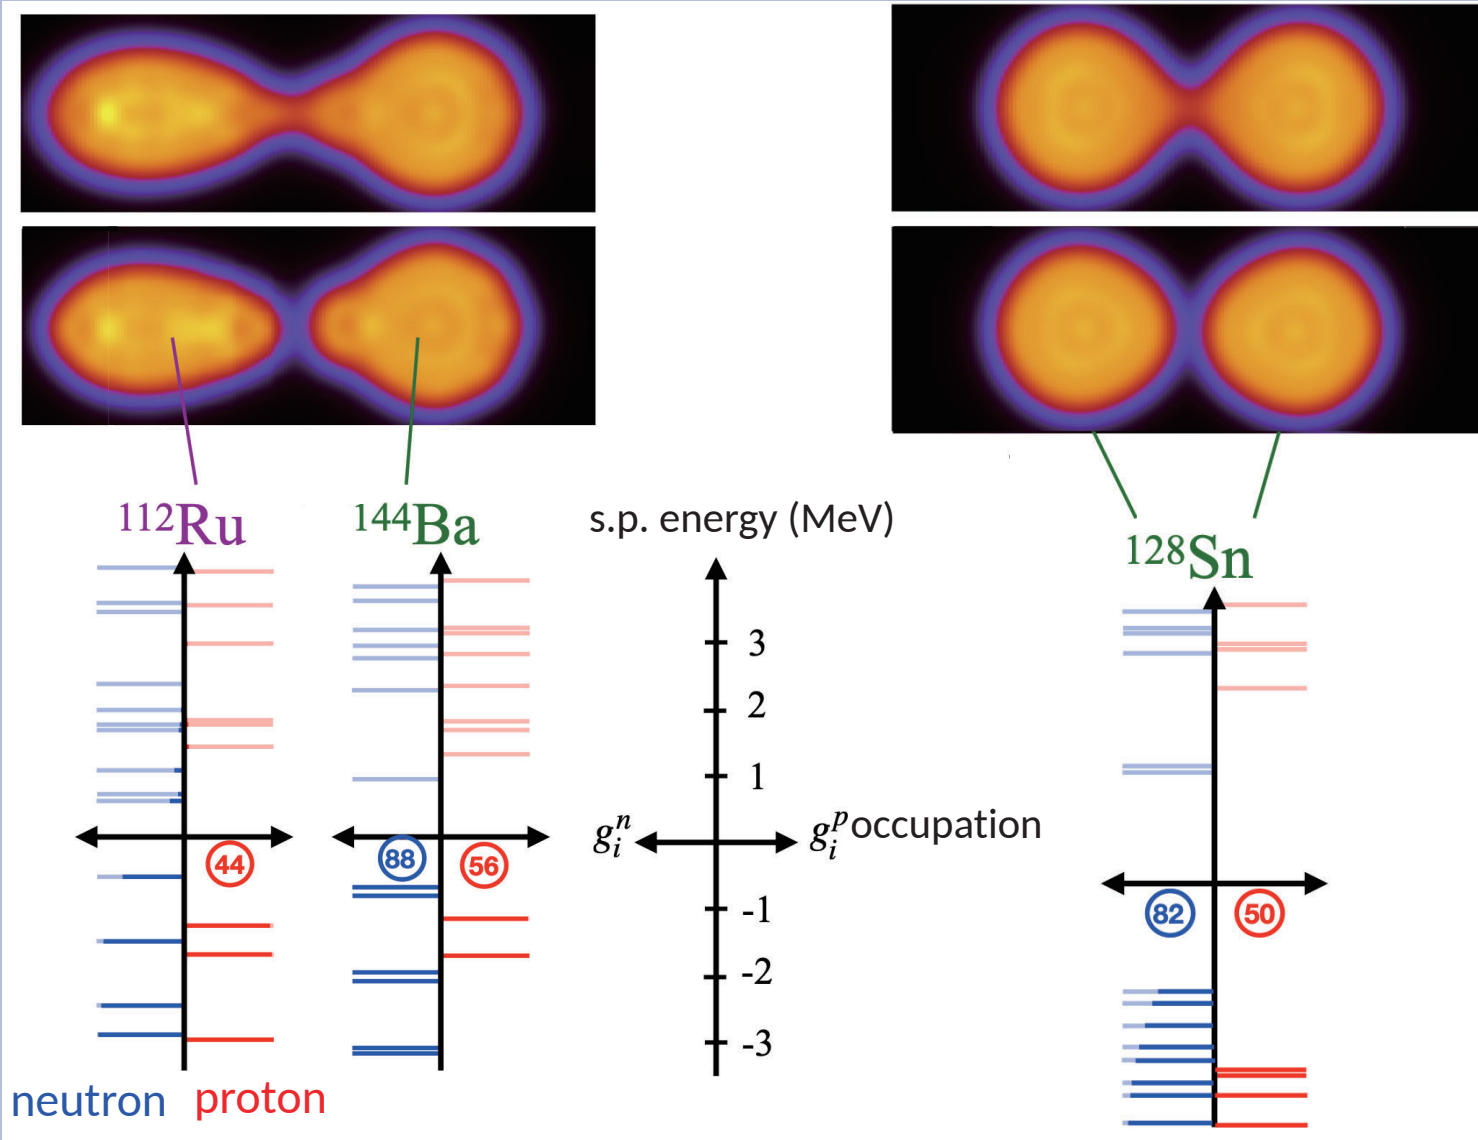 112Ru
144Ba
s.p. energy (MeV)
128Sn
3
2
1
g_i^n
g_i^p occupation
44
88
56
-1
82
50
-2
-3
neutron
proton